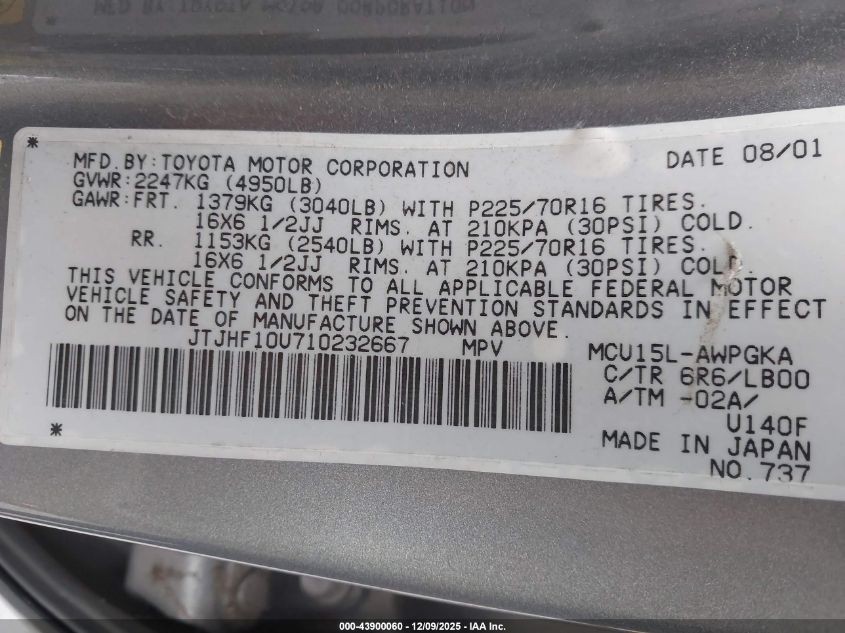 * DATE 08/01
MFD.BY:TOYOTA MOTOR CORPORATION
GVWR:2247KG (4950LB)
GAWR:FRT. 1379KG (3040LB) WITH P225/70R16 TIRES.
16X6 1/2JJ RIMS. AT 210KPA (30PSI) COLD.
RR. 1153KG (2540LB) WITH P225/70R16 TIRES.
16X6 1/2JJ RIMS. AT 210KPA (30PSI) COLD.
THIS VEHICLE CONFORMS TO ALL APPLICABLE FEDERAL MOTOR
VEHICLE SAFETY AND THEFT PREVENTION STANDARDS IN EFFECT
ON THE DATE OF MANUFACTURE SHOWN ABOVE.
JTJHF10U710232667 MPV MCU15L-AWPGKA
C/TR 6R6/LB00
A/TM -02A/
U140F
* MADE IN JAPAN
NO.737
000-43900060 - 12/09/2025 - IAA Inc.